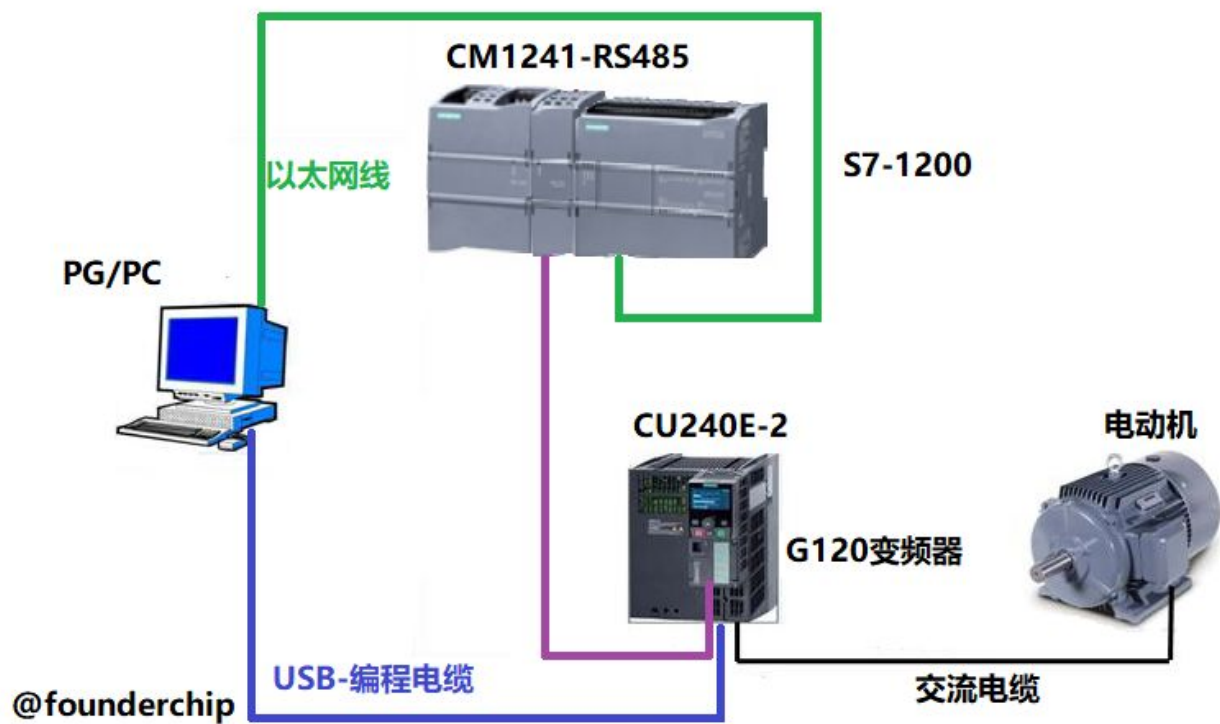 CM1241-RS485
S7-1200
以太网线
PG/PC
CU240E-2
电动机
G120变频器
USB-编程电缆
交流电缆
@founderchip